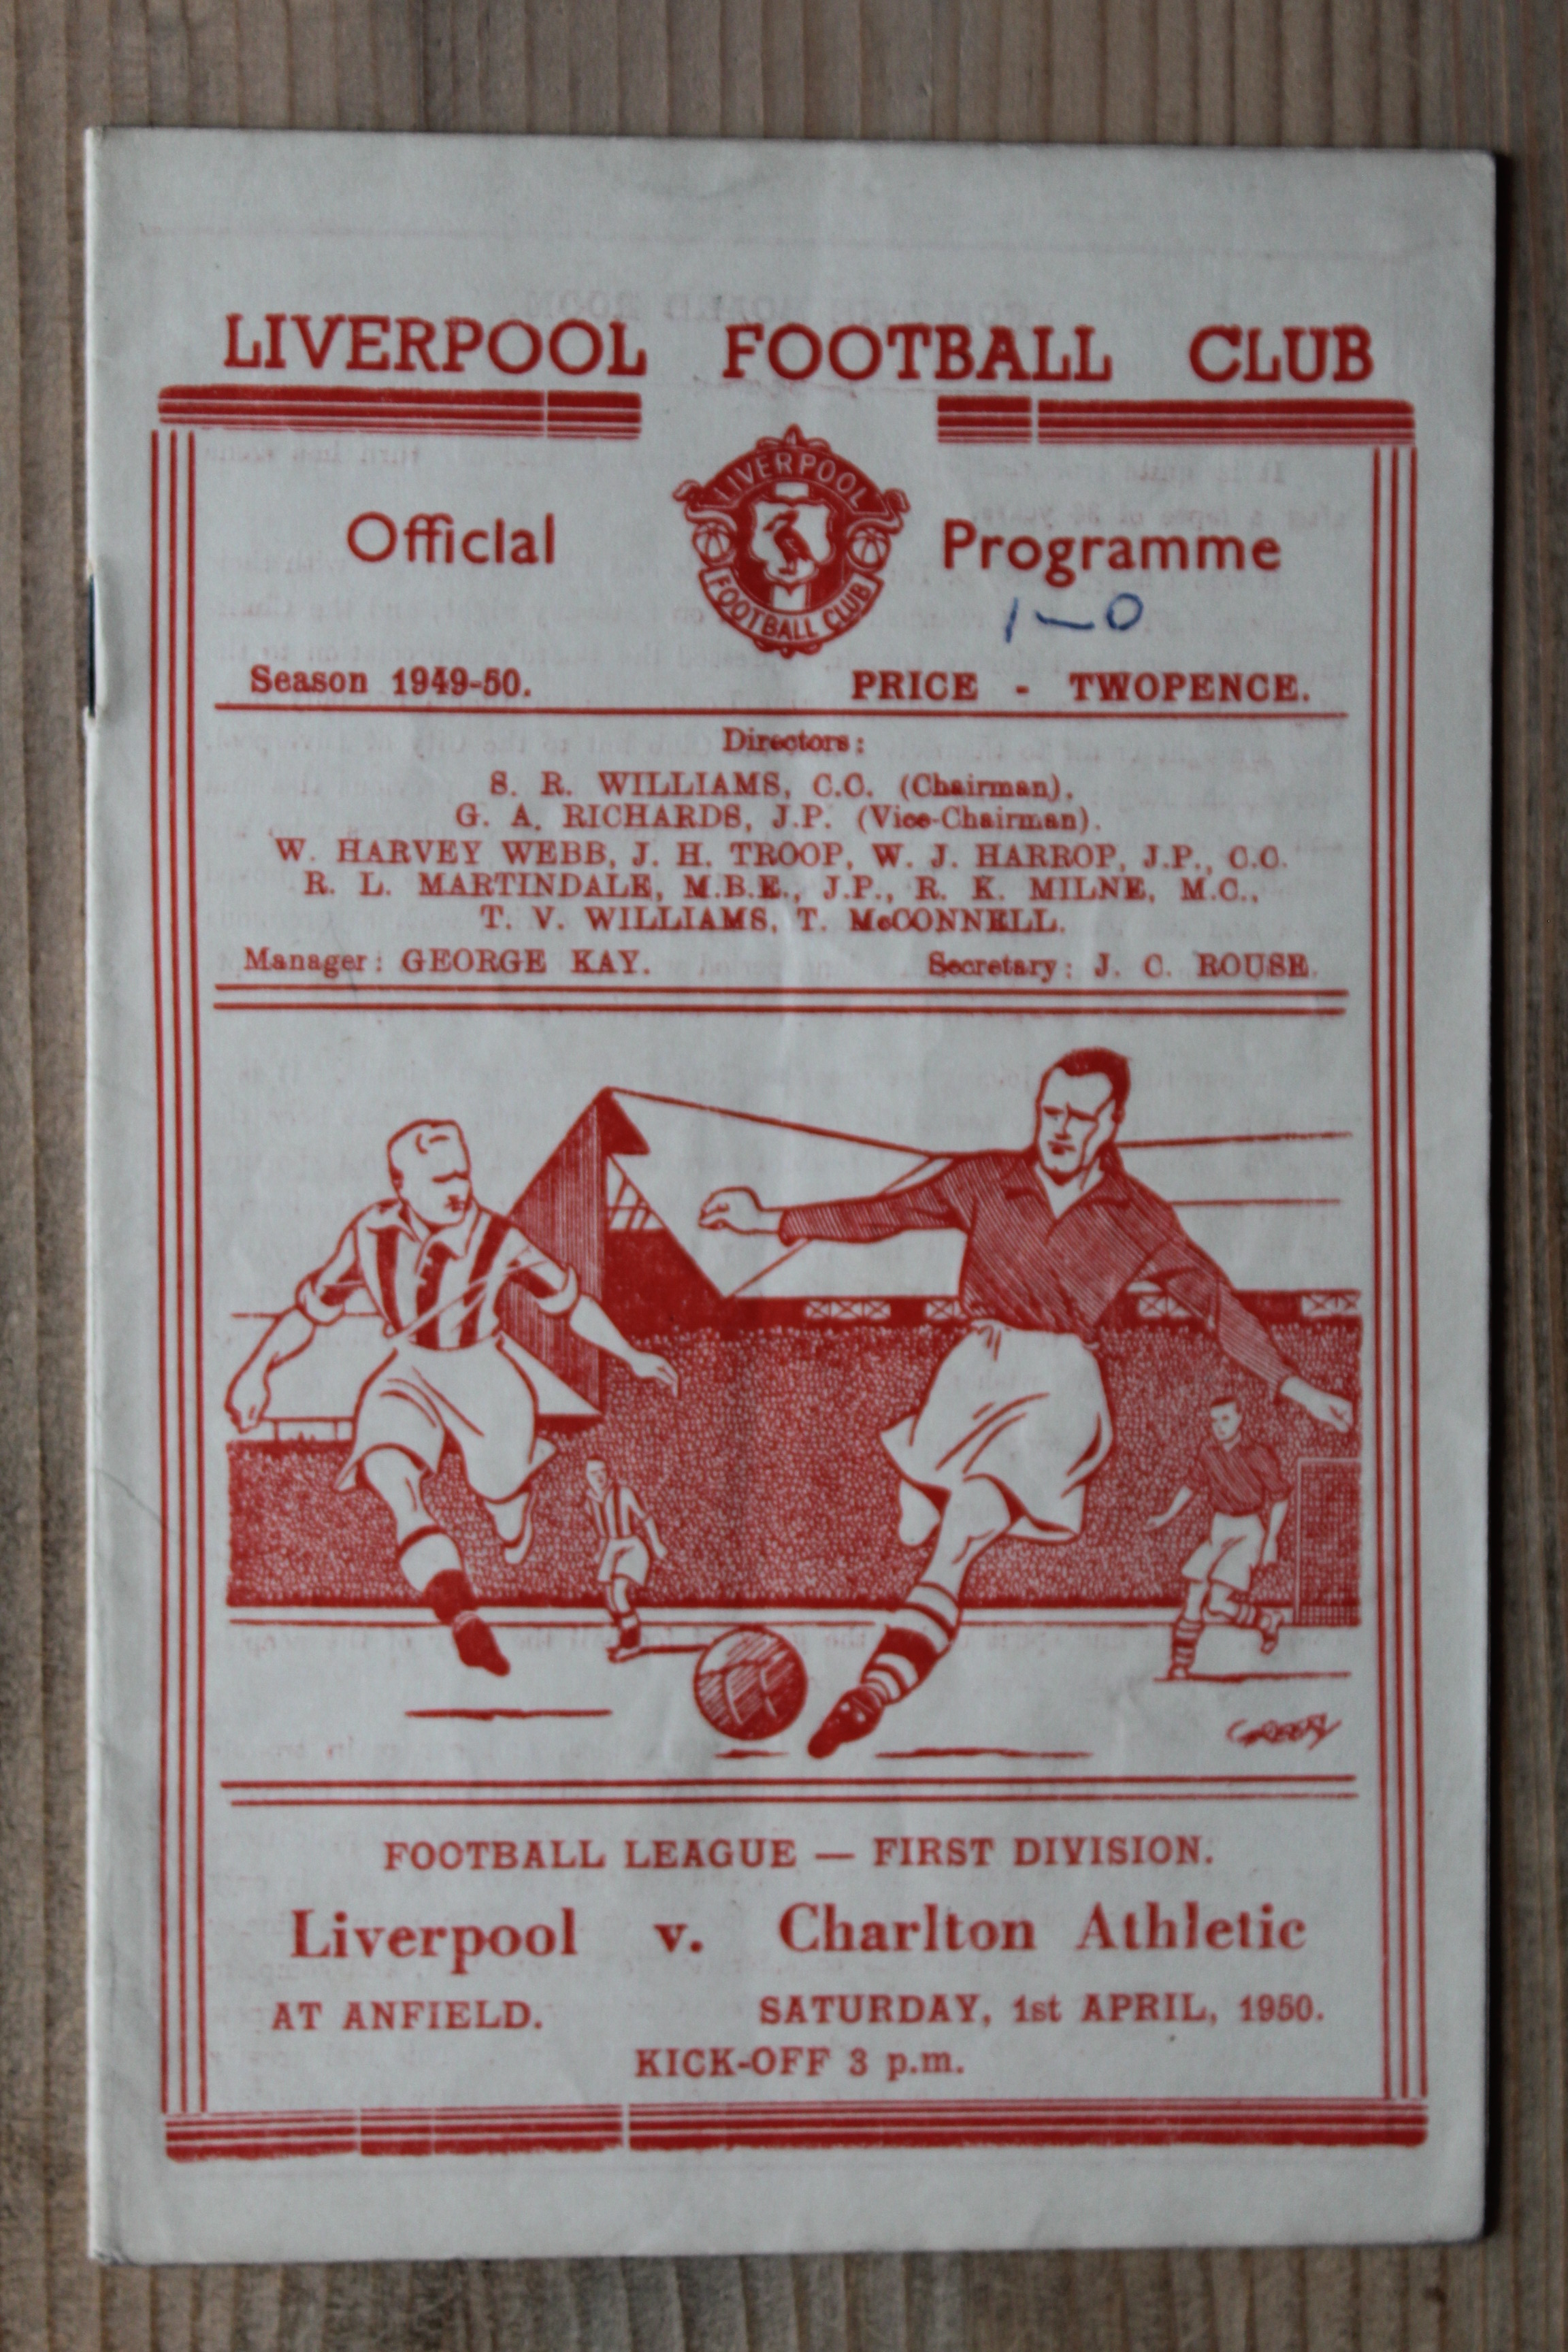 LIVERPOOL FOOTBALL CLUB
Official Programme
LIVERPOOL
FOOTBALL CLUB
1-0
Season 1949-50. PRICE - TWOPENCE.
Directors:
S. R. WILLIAMS, C.C. (Chairman).
G. A. RICHARDS, J.P. (Vice-Chairman).
W. HARVEY WEBB, J. H. TROOP, W. J. HARROP, J.P., C.C.
R. L. MARTINDALE, M.B.E., J.P., R. K. MILNE, M.C.,
T. V. WILLIAMS, T. McCONNELL.
Manager: GEORGE KAY. Secretary: J. C. ROUSE.
FOOTBALL LEAGUE — FIRST DIVISION.
Liverpool v. Charlton Athletic
AT ANFIELD. SATURDAY, 1st APRIL, 1950.
KICK-OFF 3 p.m.